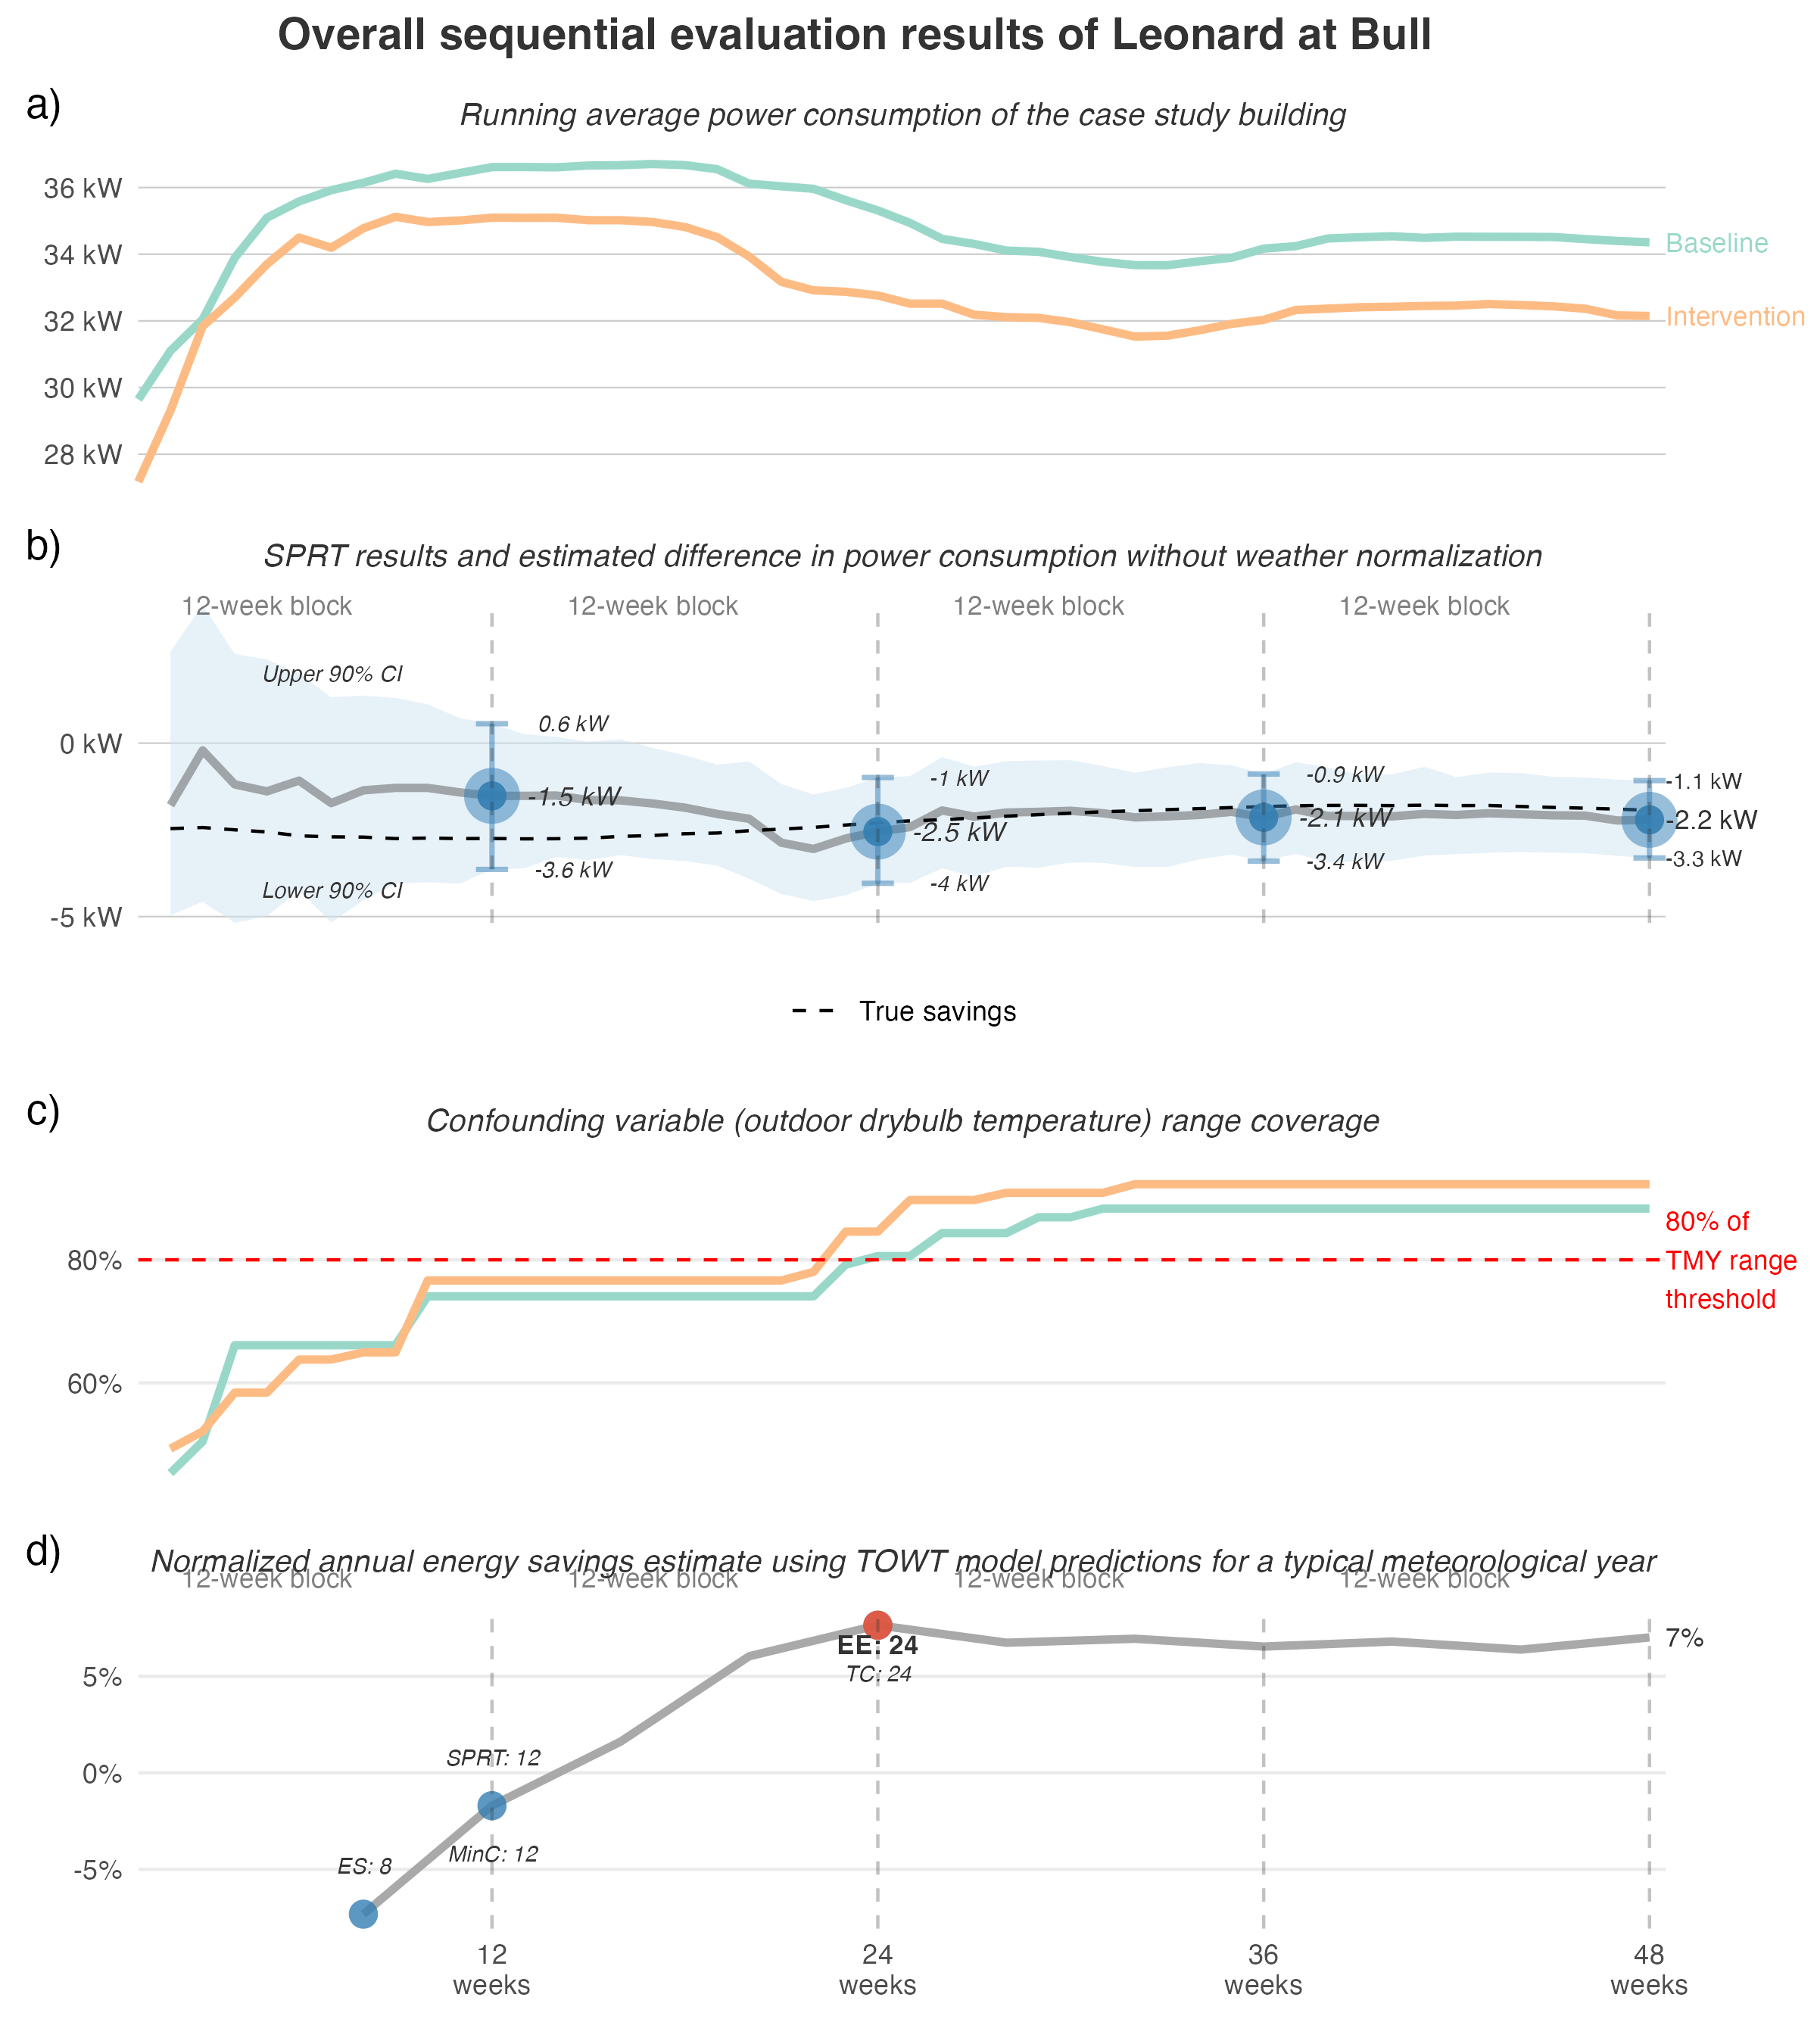 Overall sequential evaluation results of Leonard at Bull
a)
Running average power consumption of the case study building
36 kW
34 kW
32 kW
30 kW
28 kW
Baseline
Intervention
b)
SPRT results and estimated difference in power consumption without weather normalization
12-week block
12-week block
12-week block
12-week block
Upper 90% CI
Lower 90% CI
0 kW
-5 kW
0.6 kW
-1.5 kW
-3.6 kW
-1 kW
-2.5 kW
-4 kW
-0.9 kW
-2.1 kW
-3.4 kW
-1.1 kW
-2.2 kW
-3.3 kW
True savings
c)
Confounding variable (outdoor drybulb temperature) range coverage
80%
60%
80% of
TMY range
threshold
d)
Normalized annual energy savings estimate using TOWT model predictions for a typical meteorological year
12-week block
12-week block
12-week block
12-week block
5%
0%
-5%
ES: 8
SPRT: 12
MinC: 12
EE: 24
TC: 24
7%
12
weeks
24
weeks
36
weeks
48
weeks